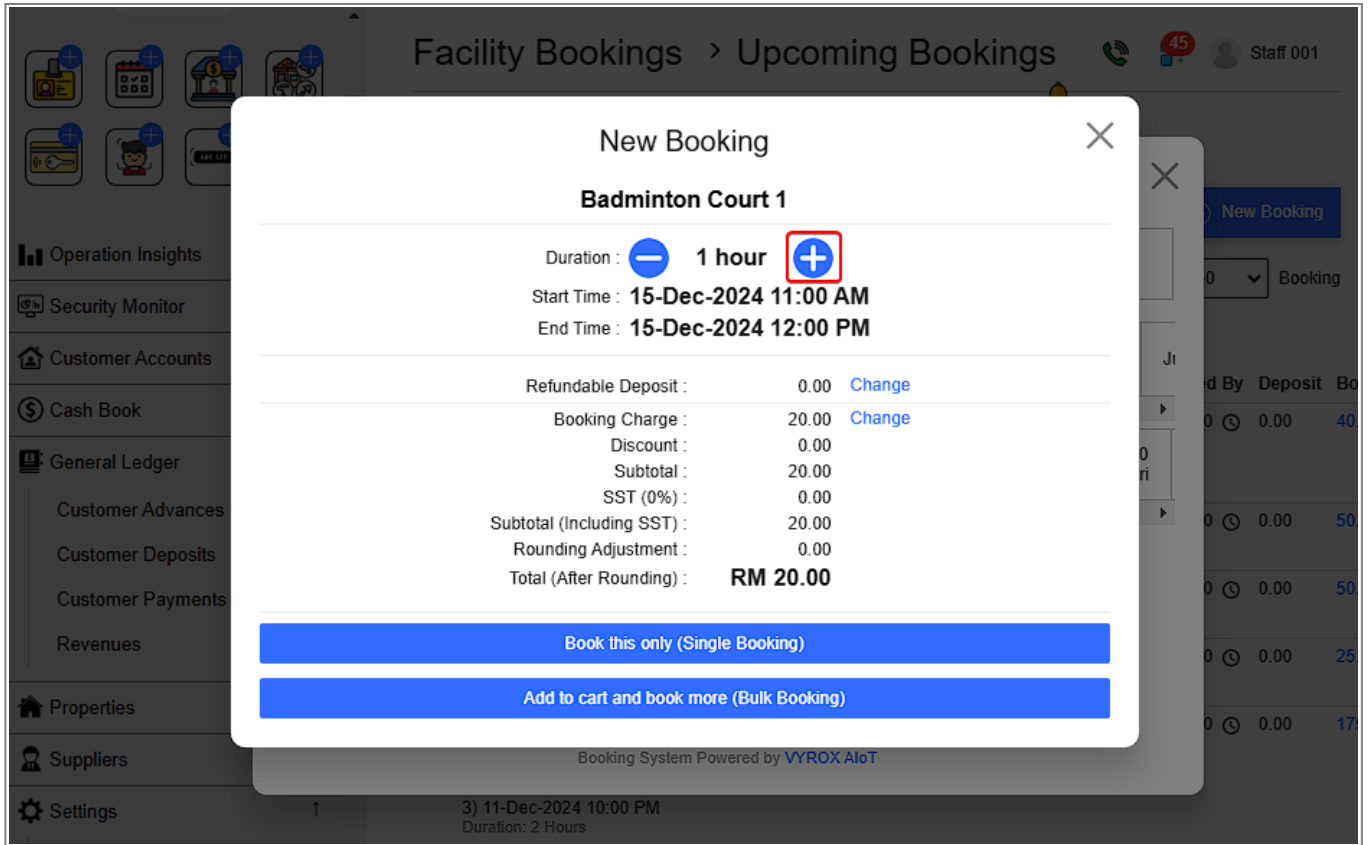 Facility Bookings > Upcoming Bookings
45
Staff 001
ABC 123
New Booking
Badminton Court 1
Duration : 1 hour
Start Time : 15-Dec-2024 11:00 AM
End Time : 15-Dec-2024 12:00 PM
Refundable Deposit : 0.00 Change
Booking Charge : 20.00 Change
Discount : 0.00
Subtotal : 20.00
SST (0%) : 0.00
Subtotal (Including SST) : 20.00
Rounding Adjustment : 0.00
Total (After Rounding) : RM 20.00
Book this only (Single Booking)
Add to cart and book more (Bulk Booking)
Booking System Powered by VYROX AIoT
Operation Insights
Security Monitor
Customer Accounts
Cash Book
General Ledger
Customer Advances
Customer Deposits
Customer Payments
Revenues
Properties
Suppliers
Settings
New Booking
Booking
By Deposit
0.00
0.00
0.00
0.00
0.00
3) 11-Dec-2024 10:00 PM
Duration: 2 Hours